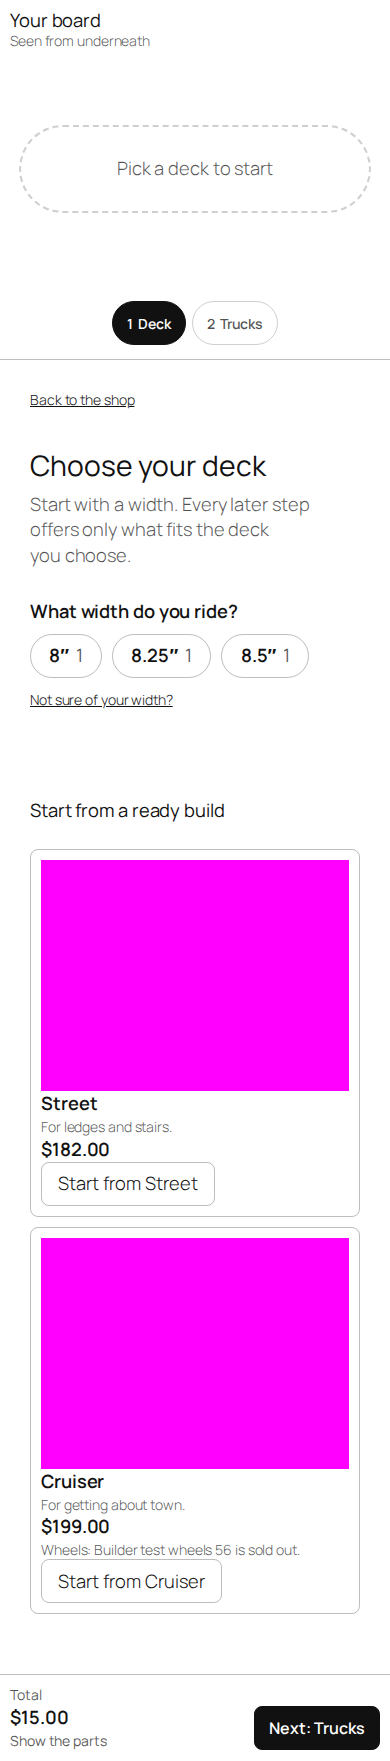 Your board
Seen from underneath
Pick a deck to start
1 Deck
2 Trucks
Back to the shop
Choose your deck
Start with a width. Every later step
offers only what fits the deck
you choose.
What width do you ride?
8″ 1
8.25″ 1
8.5″ 1
Not sure of your width?
Start from a ready build
Street
For ledges and stairs.
$182.00
Start from Street
Cruiser
For getting about town.
$199.00
Wheels: Builder test wheels 56 is sold out.
Start from Cruiser
Total
$15.00
Show the parts
Next: Trucks